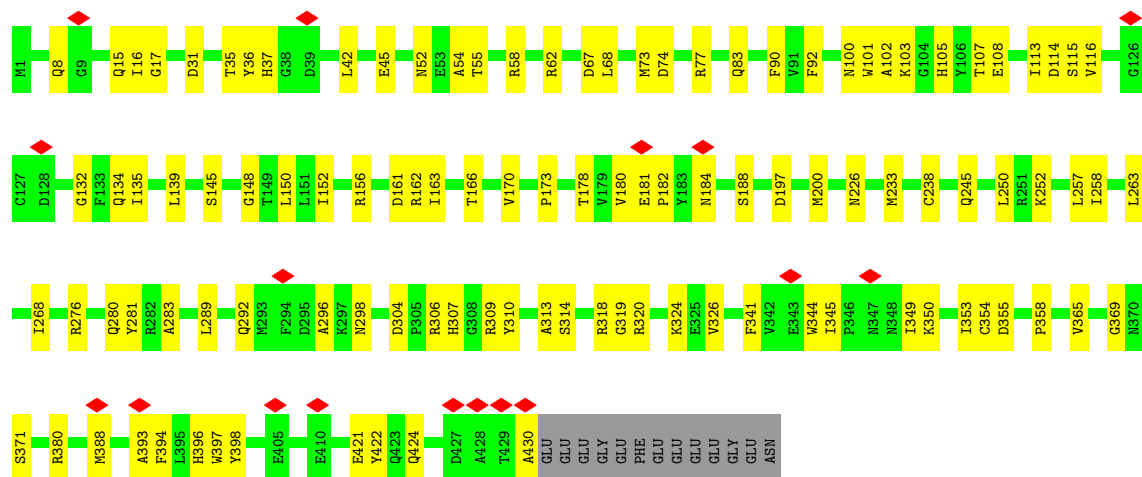 M1 Q8 G9 Q15 I16 G17 D31 T35 Y36 H37 G38 D39 L42 E45 N52 E53 A54 T55 R58 R62 D67 L68 M73 D74 R77 Q83 F90 V91 F92 N100 W101 A102 K103 G104 H105 Y106 T107 E108 I113 D114 S115 V116 G126
C127 D128 G132 F133 Q134 I135 L139 S145 G148 T149 L150 L151 I152 R156 D161 R162 I163 T166 V170 P173 T178 V179 V180 E181 P182 Y183 N184 S188 D197 M200 N226 M233 C238 Q245 L250 R251 K252 L257 I258 L263
I268 R276 Q280 Y281 R282 A283 L289 Q292 M293 F294 D295 A296 K297 N298 D304 P305 R306 H307 G308 R309 Y310 A313 S314 R318 G319 R320 K324 E325 V326 F341 V342 E343 W344 I345 P346 N347 N348 I349 K350 I353 C354 D355 P358 V365 G369 N370
S371 R380 M388 A393 F394 L395 H396 W397 Y398 E405 E410 E421 Y422 Q423 Q424 D427 A428 T429 A430 GLU GLU GLU GLY GLU PHE GLU GLU GLU GLU GLY GLU ASN